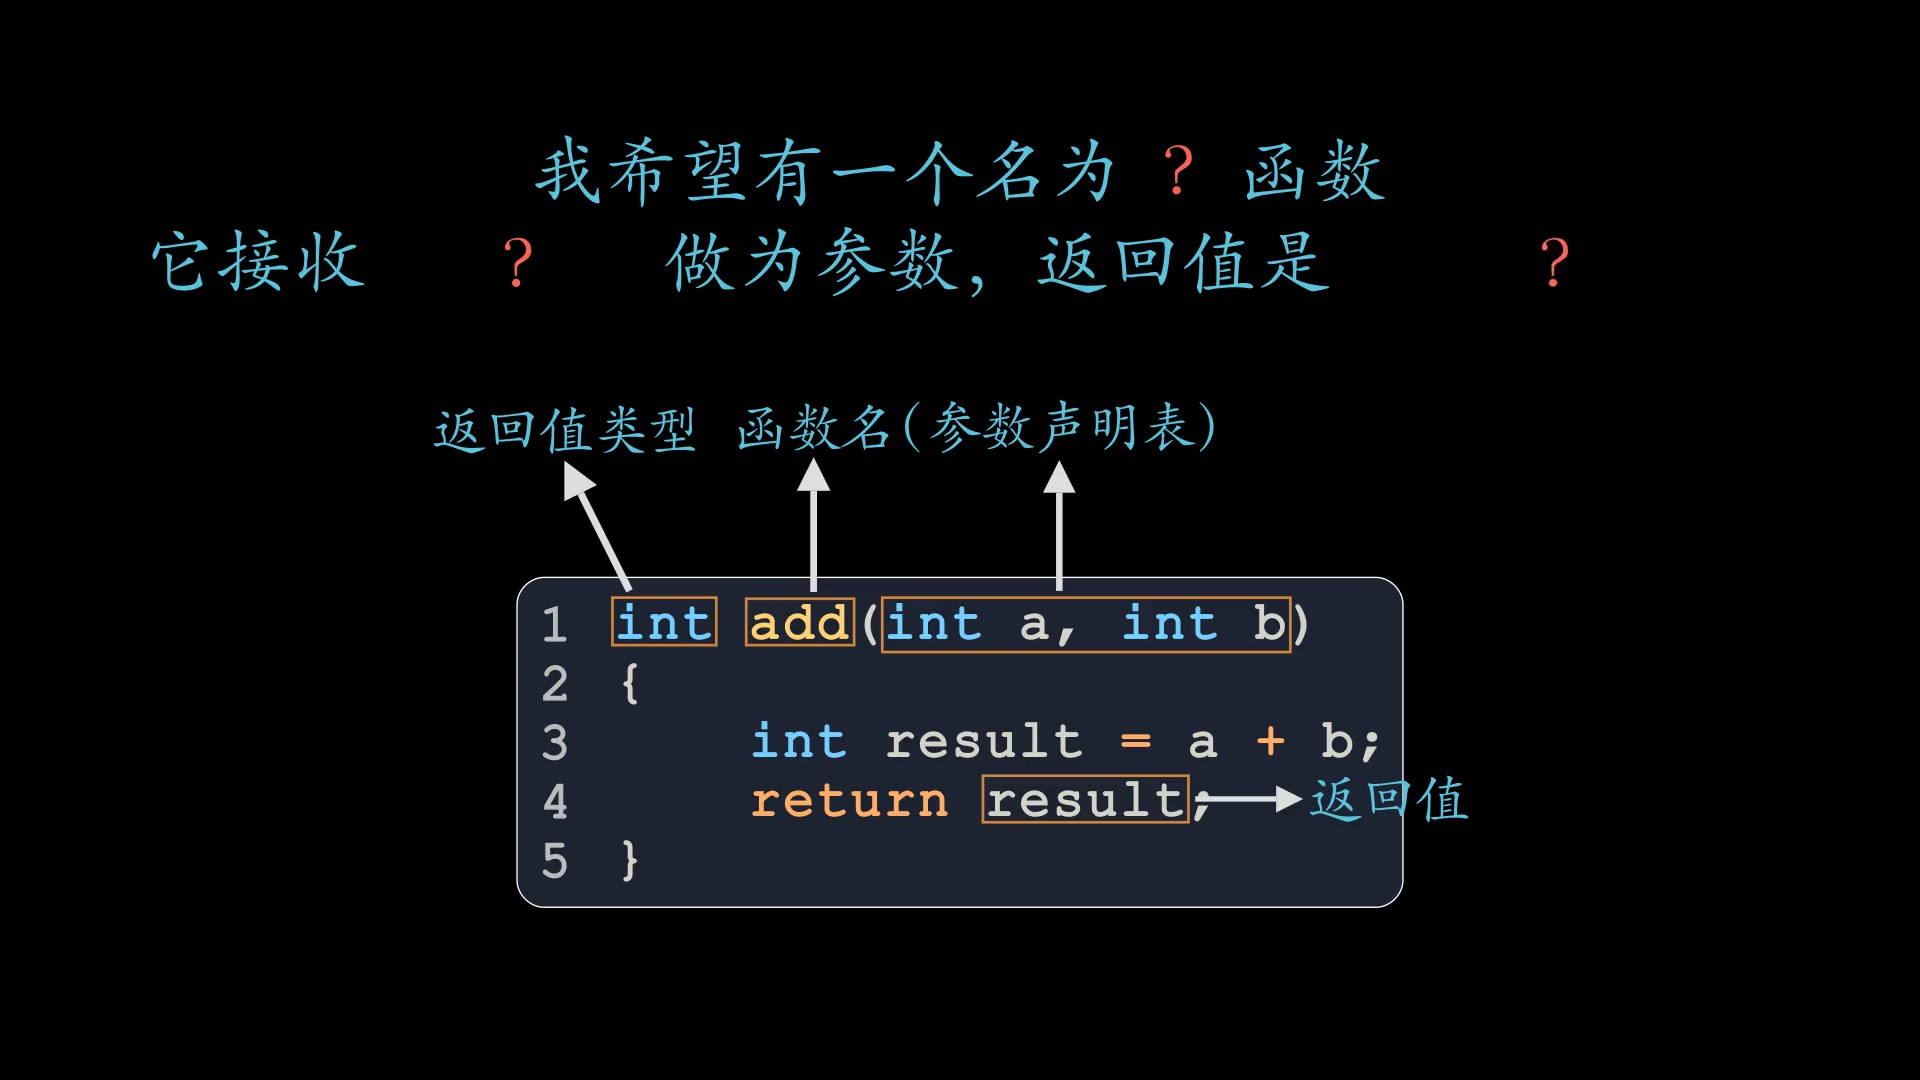 我希望有一个名为 ? 函数
它接收 ? 做为参数，返回值是 ?
返回值类型 函数名(参数声明表)
1 int add(int a, int b)
2 {
3 int result = a + b;
4 return result; 返回值
5 }